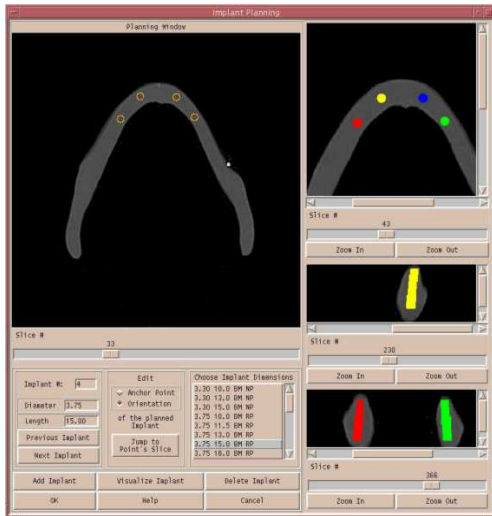 Implant Planning
Planning Window
Slice #
33
Implant #: 4
Diameter 3.75
Length 15.00
Previous Implant
Next Implant
Edit
Anchor Point
Orientation
of the planned
Implant
Jump to
Point's Slice
Choose Implant Dimensions
3.30 10.0 BM NP
3.30 13.0 BM NP
3.30 15.0 BM NP
3.75 10.0 BM RP
3.75 11.5 BM RP
3.75 13.0 BM RP
3.75 15.0 BM RP
3.75 18.0 BM RP
Add Implant
Visualize Implant
Delete Implant
OK
Help
Cancel
Slice #
43
Zoom In
Zoom Out
Slice #
230
Zoom In
Zoom Out
Slice #
366
Zoom In
Zoom Out